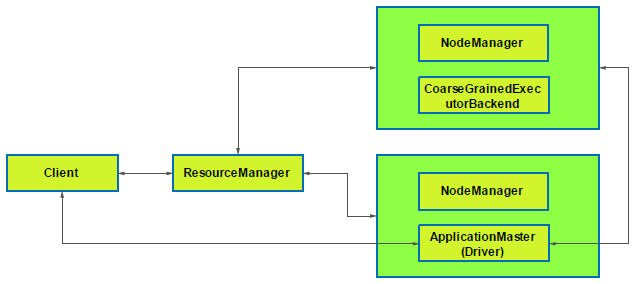 NodeManager
CoarseGrainedExec
utorBackend
Client
ResourceManager
NodeManager
ApplicationMaster
(Driver)